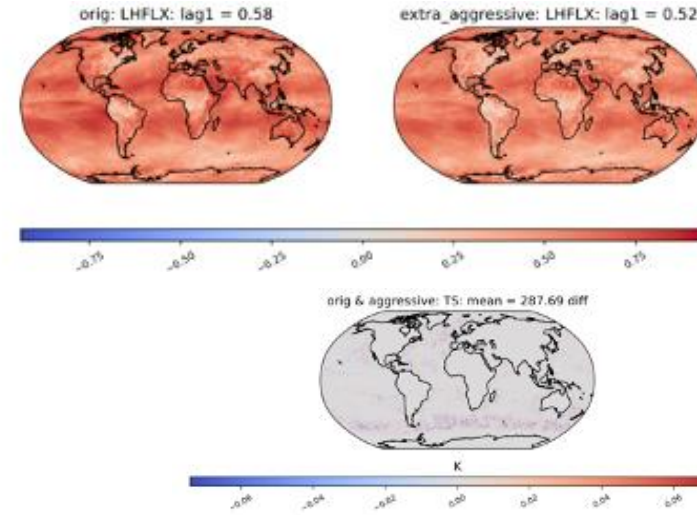 orig: LHFLX: lag1 = 0.58
extra_aggressive: LHFLX: lag1 = 0.52
-0.75 -0.50 -0.25 0.00 0.25 0.50 0.75
orig & aggressive: TS: mean = 287.69 diff
K
-0.06 -0.04 -0.02 0.00 0.02 0.04 0.06